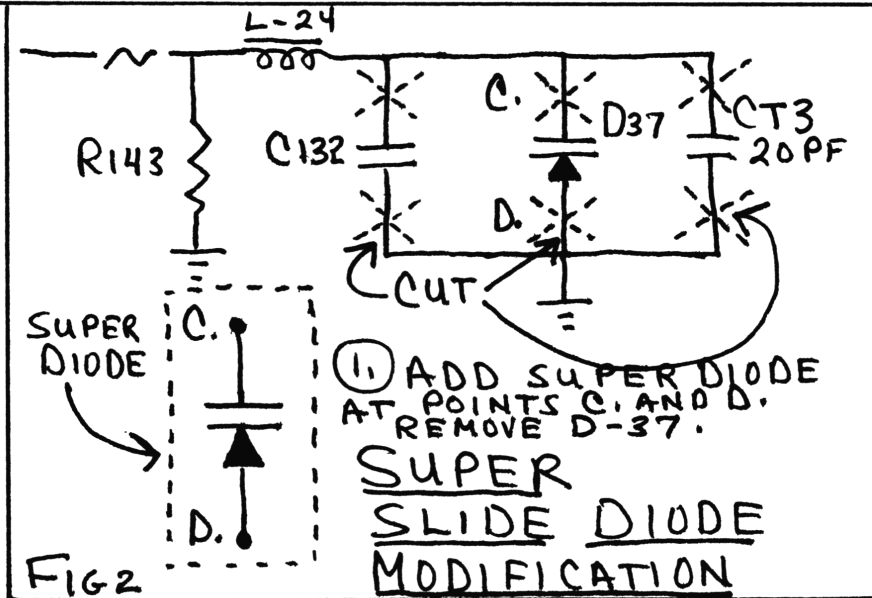 L-24
R143
C132
C.
D37
D.
CT3
20PF
CUT
SUPER
DIODE
C.
D.
1. ADD SUPER DIODE
AT POINTS C. AND D.
REMOVE D-37.
SUPER
SLIDE DIODE
MODIFICATION
FIG2